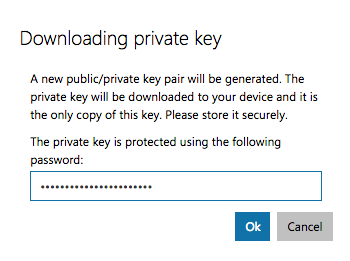 Downloading private key
A new public/private key pair will be generated. The
private key will be downloaded to your device and it is
the only copy of this key. Please store it securely.
The private key is protected using the following
password:
•••••••••••••••••••••••
Ok
Cancel